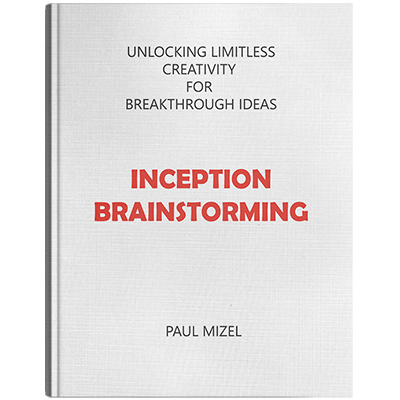 UNLOCKING LIMITLESS
CREATIVITY
FOR
BREAKTHROUGH IDEAS
INCEPTION
BRAINSTORMING
PAUL MIZEL